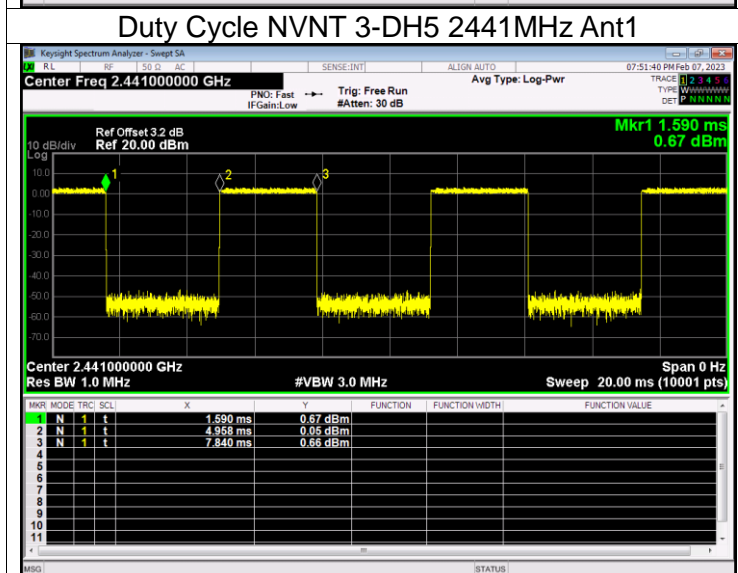 Duty Cycle NVNT 3-DH5 2441MHz Ant1
Keysight Spectrum Analyzer - Swept SA
LXI RL RF 50 Ω AC SENSE:INT ALIGN AUTO 07:51:40 PM Feb 07, 2023
Center Freq 2.441000000 GHz Avg Type: Log-Pwr TRACE 1 2 3 4 5 6
PNO: Fast Trig: Free Run TYPE WWWWWW
IFGain:Low #Atten: 30 dB DET P NNNNN
Mkr1 1.590 ms
Ref Offset 3.2 dB
10 dB/div Ref 20.00 dBm 0.67 dBm
Log
10.0
0.00
-10.0
-20.0
-30.0
-40.0
-50.0
-60.0
-70.0
1 2 3
Center 2.441000000 GHz Span 0 Hz
Res BW 1.0 MHz #VBW 3.0 MHz Sweep 20.00 ms (10001 pts)
MKR MODE TRC SCL X Y FUNCTION FUNCTION WIDTH FUNCTION VALUE
1 N 1 t 1.590 ms 0.67 dBm
2 N 1 t 4.958 ms 0.05 dBm
3 N 1 t 7.840 ms 0.66 dBm
4
5
6
7
8
9
10
11
MSG STATUS